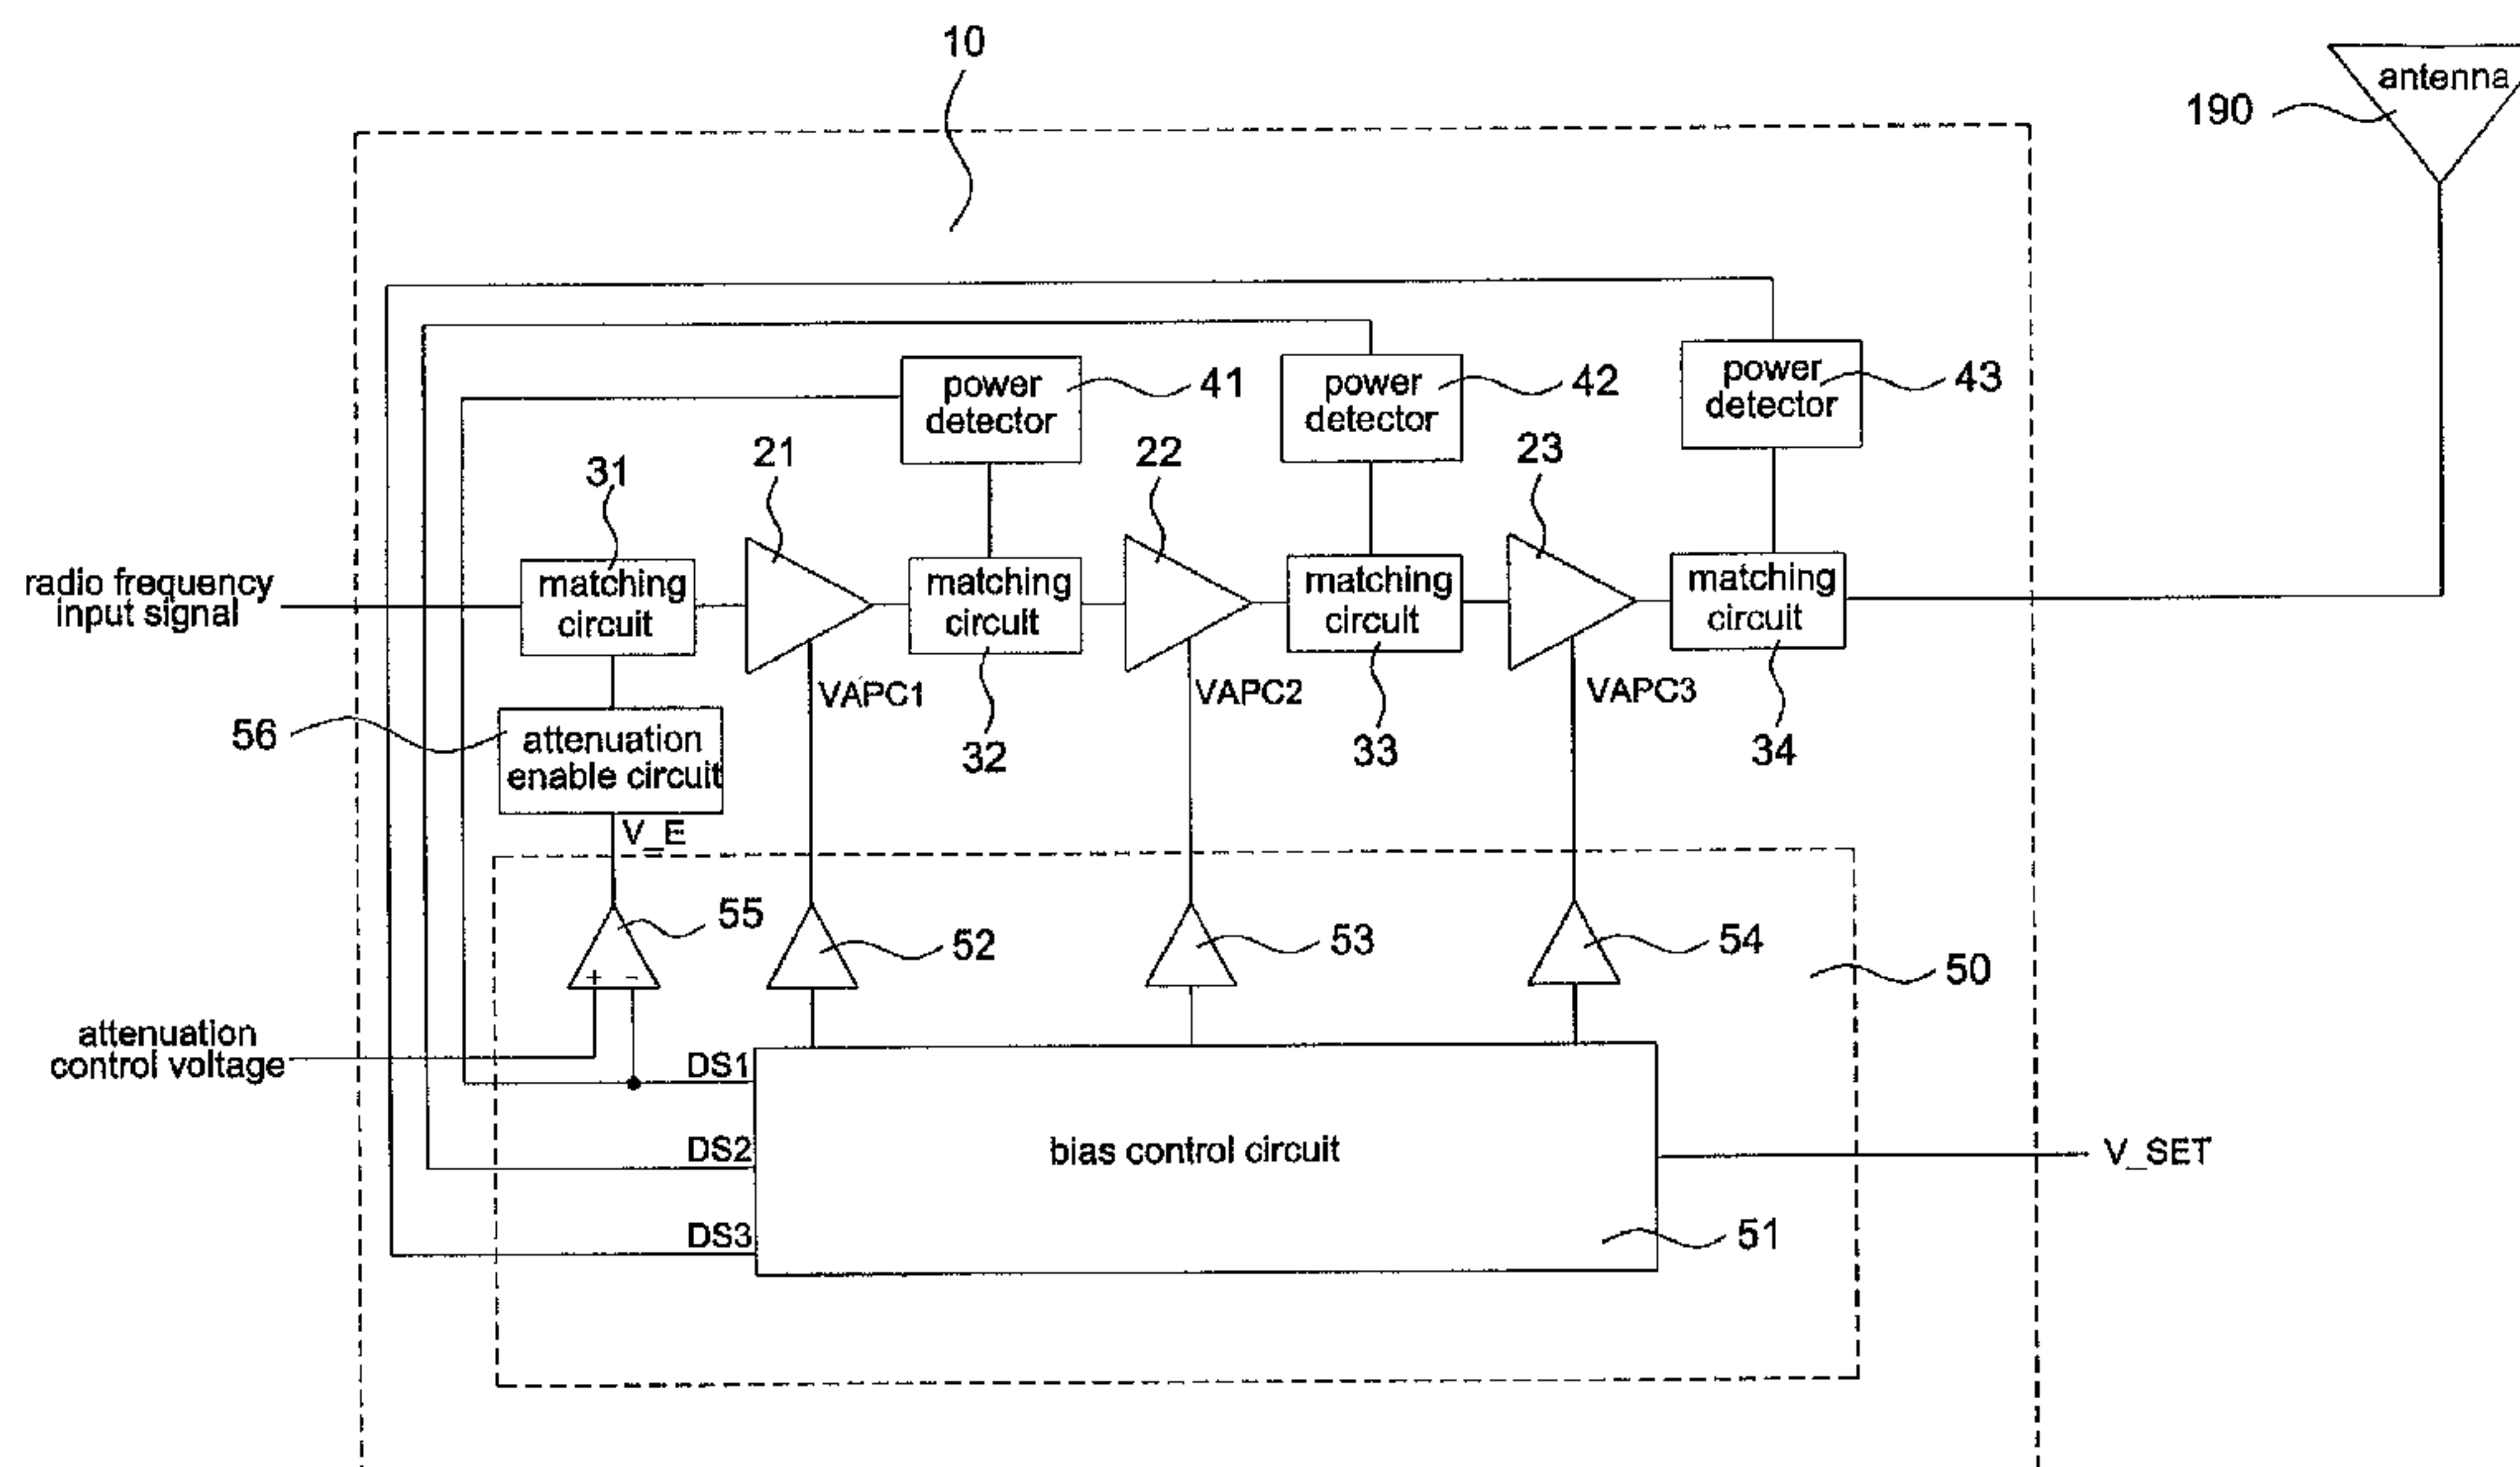 10
antenna
190
power
detector
41
power
detector
42
power
detector
43
31
21
22
23
radio frequency
input signal
matching
circuit
matching
circuit
matching
circuit
matching
circuit
VAPC1
VAPC2
VAPC3
32
33
34
56
attenuation
enable circuit
V_E
55
52
53
54
50
+ -
attenuation
control voltage
DS1
DS2
DS3
bias control circuit
V_SET
51